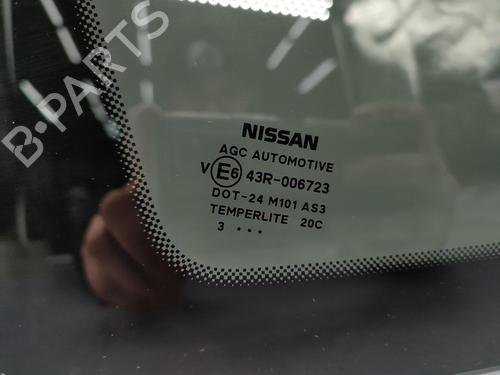 B·PARTS
NISSAN
AGC AUTOMOTIVE
V E6 43R-006723
DOT-24 M101 AS3
TEMPERLITE 20C
3 ...